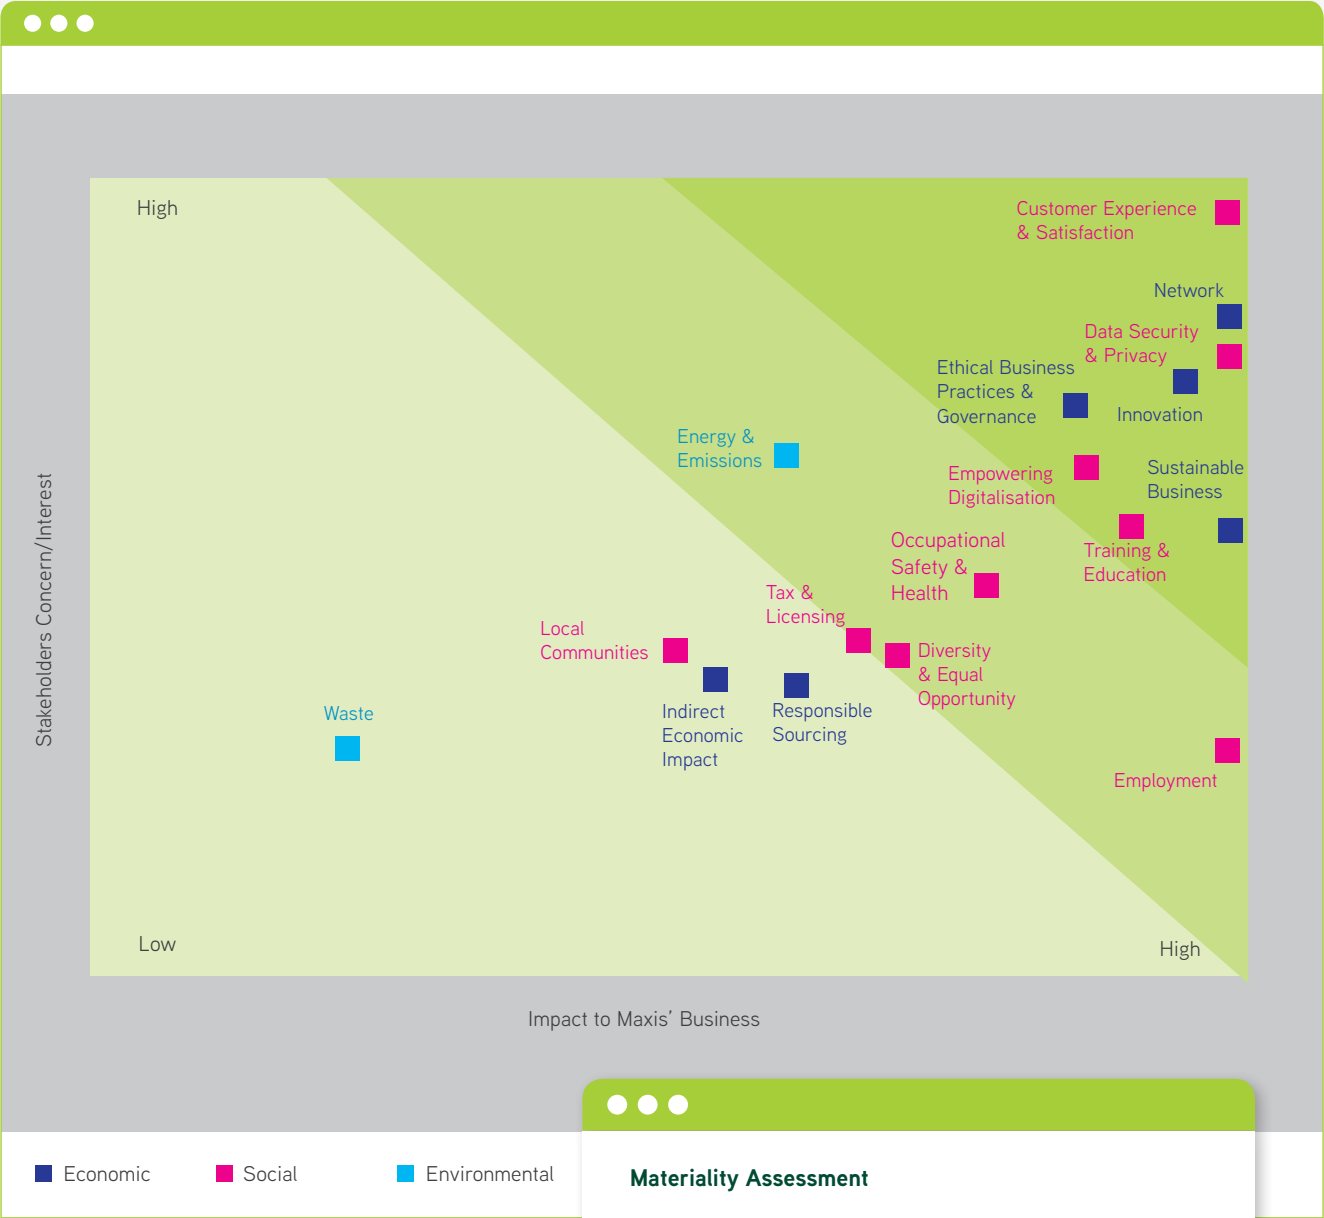 High
Customer Experience
& Satisfaction
Network
Data Security
& Privacy
Ethical Business
Practices &
Governance
Innovation
Energy &
Emissions
Empowering
Digitalisation
Sustainable
Business
Occupational
Safety &
Health
Training &
Education
Tax &
Licensing
Local
Communities
Diversity
& Equal
Opportunity
Waste
Indirect
Economic
Impact
Responsible
Sourcing
Employment
Stakeholders Concern/Interest
Low
High
Impact to Maxis’ Business
Economic
Social
Environmental
Materiality Assessment